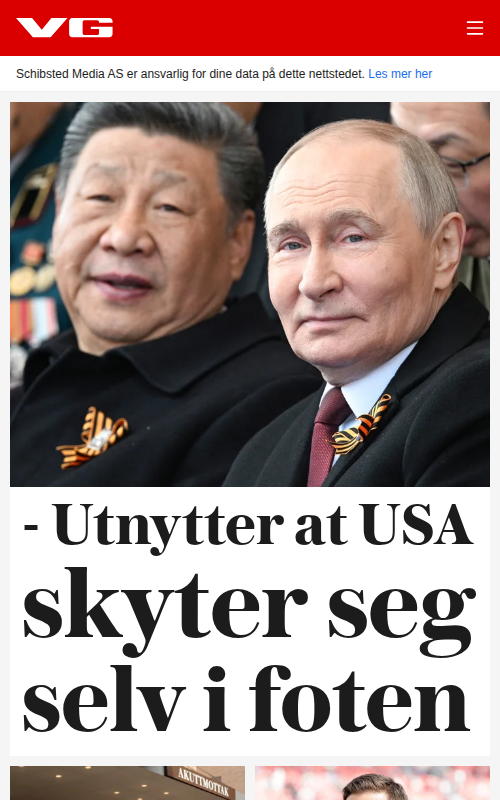 VG
Schibsted Media AS er ansvarlig for dine data på dette nettstedet. Les mer her
- Utnytter at USA
skyter seg
selv i foten
AKUTTMOTTAK